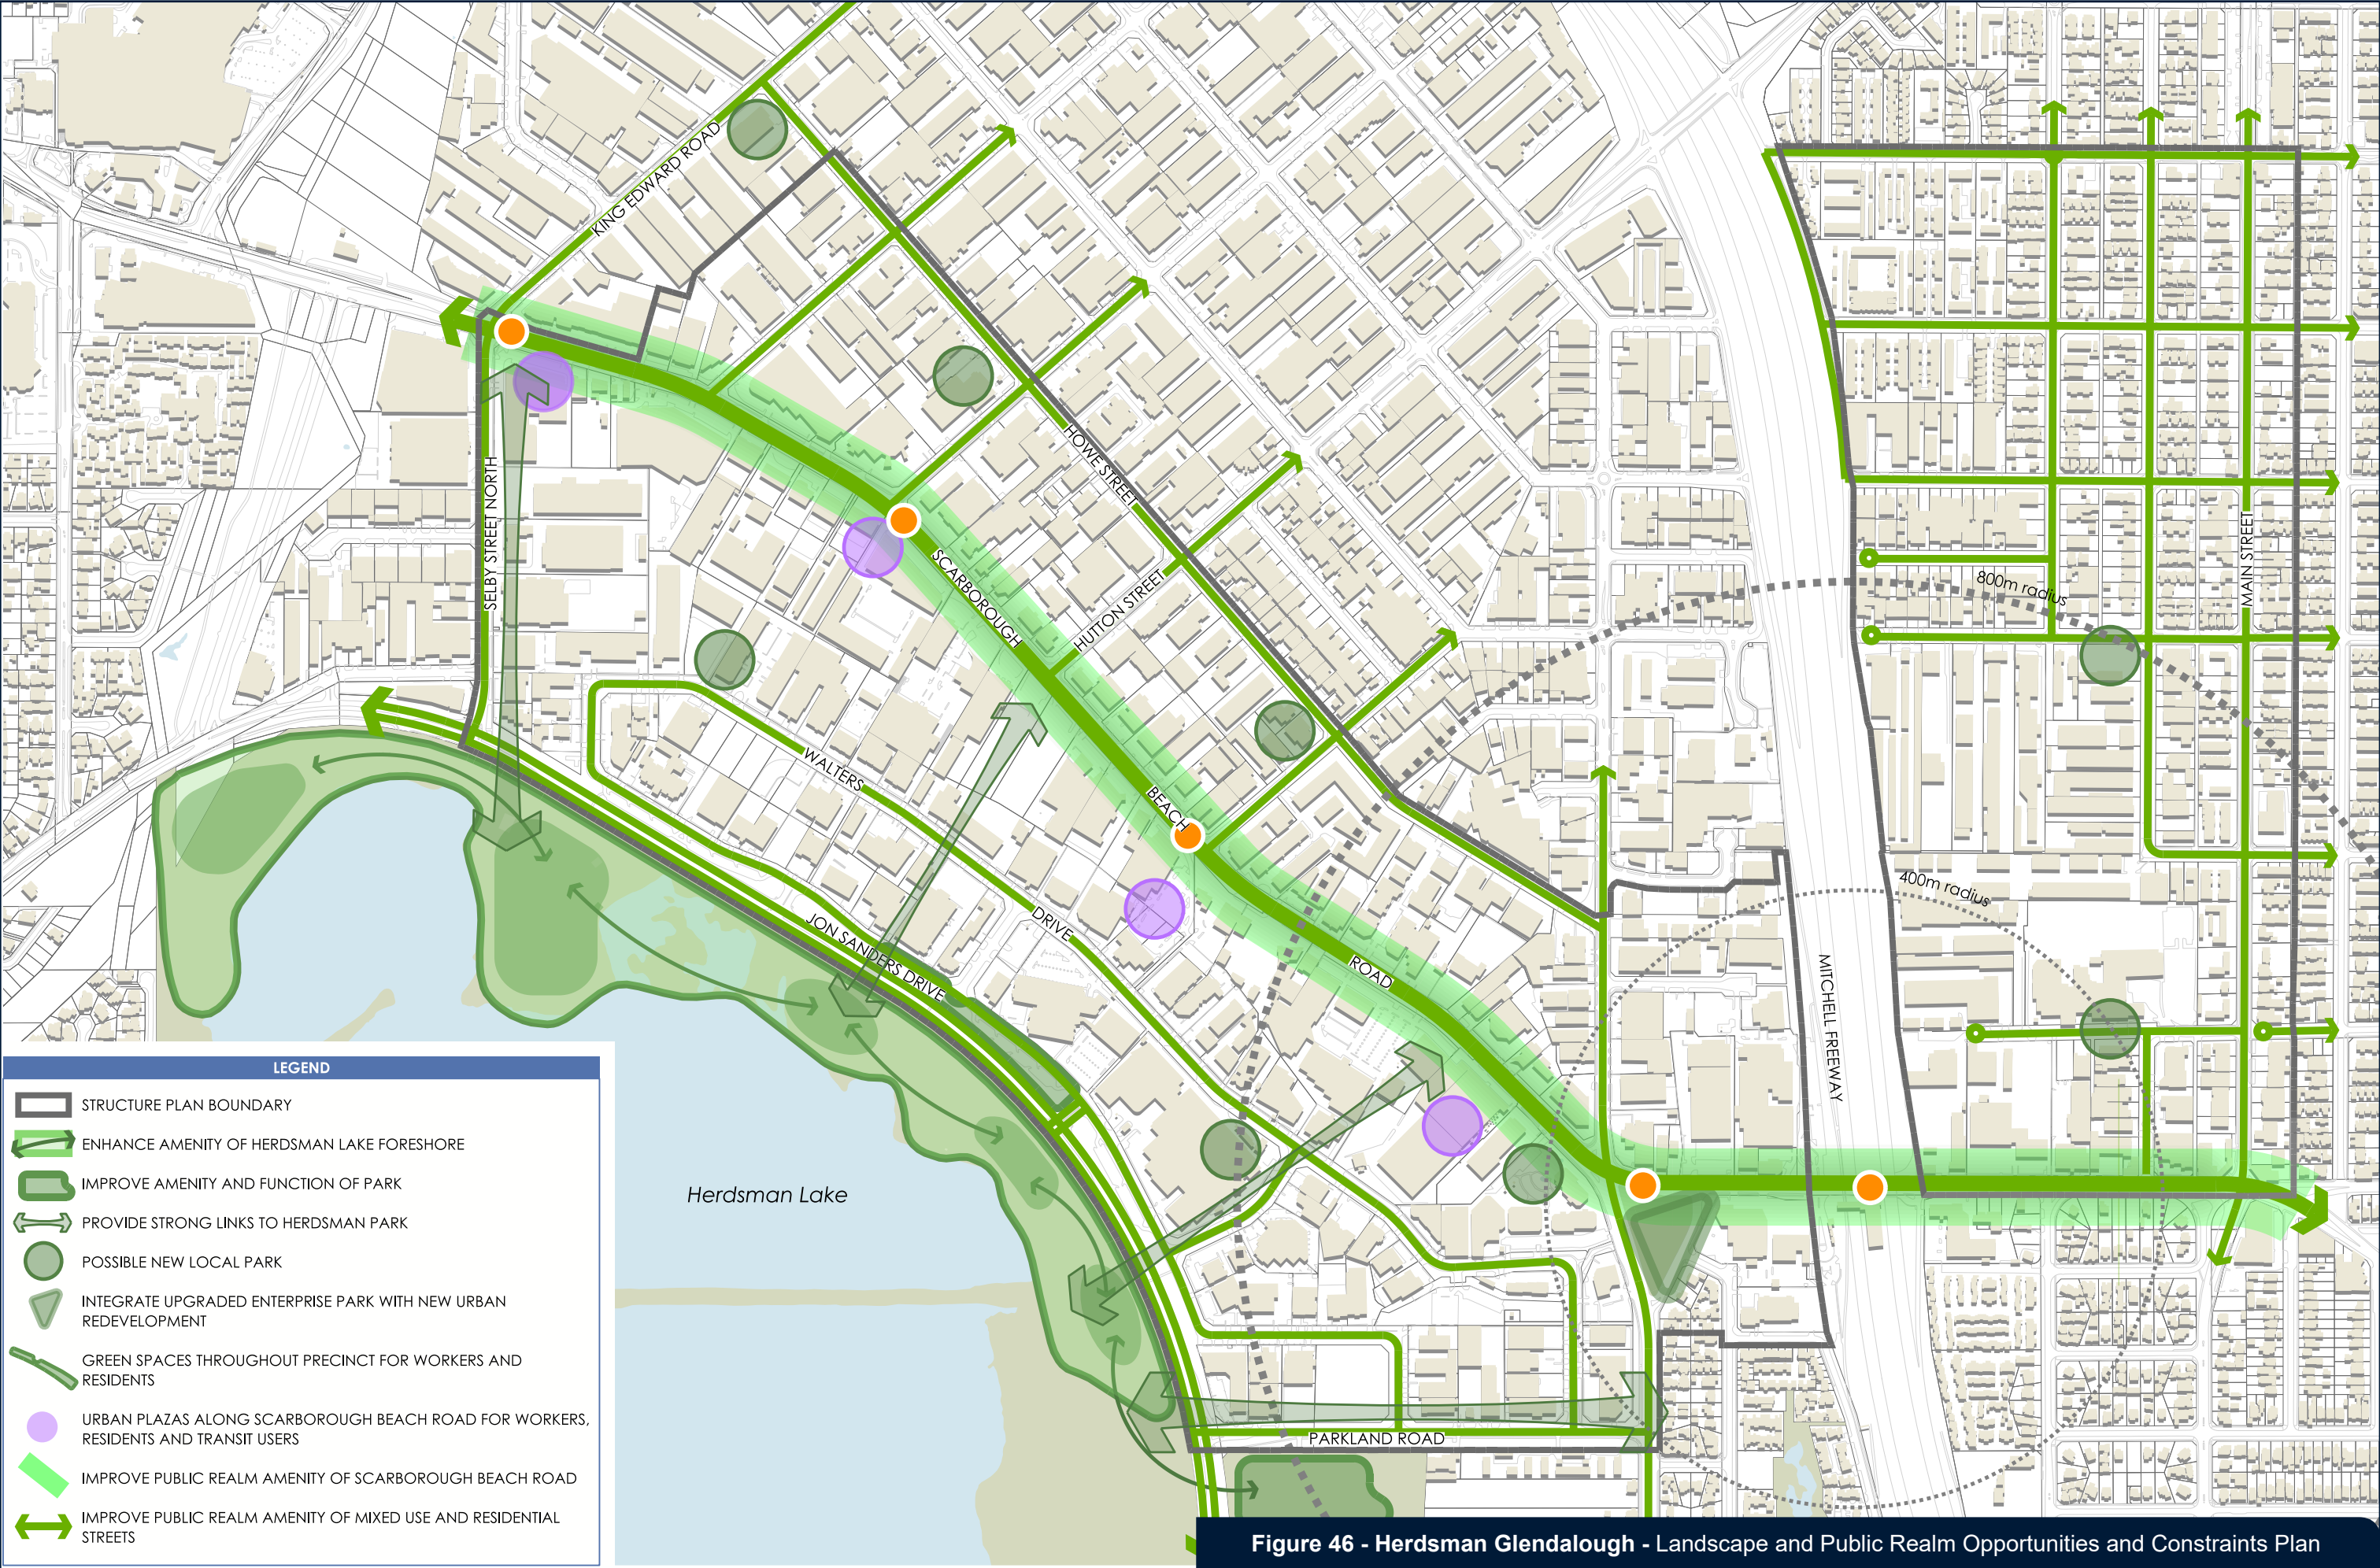 KING EDWARD ROAD
HOWE STREET
SELBY STREET NORTH
SCARBOROUGH
HUTTON STREET
MAIN STREET
800m radius
WALTERS
BEACH
400m radius
DRIVE
JON SANDERS DRIVE
ROAD
MITCHELL FREEWAY
Herdsman Lake
PARKLAND ROAD
LEGEND
STRUCTURE PLAN BOUNDARY
ENHANCE AMENITY OF HERDSMAN LAKE FORESHORE
IMPROVE AMENITY AND FUNCTION OF PARK
PROVIDE STRONG LINKS TO HERDSMAN PARK
POSSIBLE NEW LOCAL PARK
INTEGRATE UPGRADED ENTERPRISE PARK WITH NEW URBAN
REDEVELOPMENT
GREEN SPACES THROUGHOUT PRECINCT FOR WORKERS AND
RESIDENTS
URBAN PLAZAS ALONG SCARBOROUGH BEACH ROAD FOR WORKERS,
RESIDENTS AND TRANSIT USERS
IMPROVE PUBLIC REALM AMENITY OF SCARBOROUGH BEACH ROAD
IMPROVE PUBLIC REALM AMENITY OF MIXED USE AND RESIDENTIAL
STREETS
Figure 46 - Herdsman Glendalough - Landscape and Public Realm Opportunities and Constraints Plan